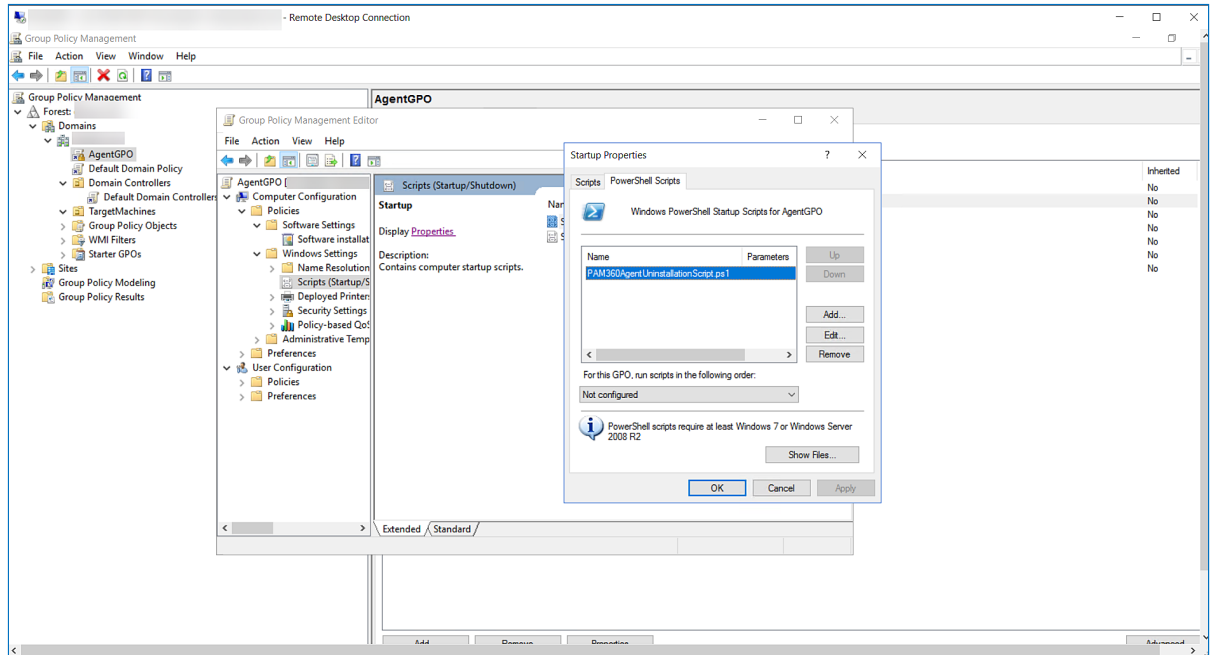 - Remote Desktop Connection
Group Policy Management
File Action View Window Help
Group Policy Management
Forest:
Domains
AgentGPO
Default Domain Policy
Domain Controllers
Default Domain Controllers
TargetMachines
Group Policy Objects
WMI Filters
Starter GPOs
Sites
Group Policy Modeling
Group Policy Results
AgentGPO
Inherited
No
No
No
No
No
No
No
Group Policy Management Editor
File Action View Help
AgentGPO [
Computer Configuration
Policies
Software Settings
Software installat
Windows Settings
Name Resolution
Scripts (Startup/S
Deployed Printer
Security Settings
Policy-based QoS
Administrative Temp
Preferences
User Configuration
Policies
Preferences
Scripts (Startup/Shutdown)
Startup
Display Properties
Description:
Contains computer startup scripts.
Nar
S
S
Extended Standard
Startup Properties
?
Scripts PowerShell Scripts
Windows PowerShell Startup Scripts for AgentGPO
Name Parameters
PAM360AgentUninstallationScript.ps1
Up
Down
Add...
Edit...
Remove
For this GPO, run scripts in the following order:
Not configured
PowerShell scripts require at least Windows 7 or Windows Server
2008 R2
Show Files...
OK Cancel Apply
Add... Remove Properties Advanced